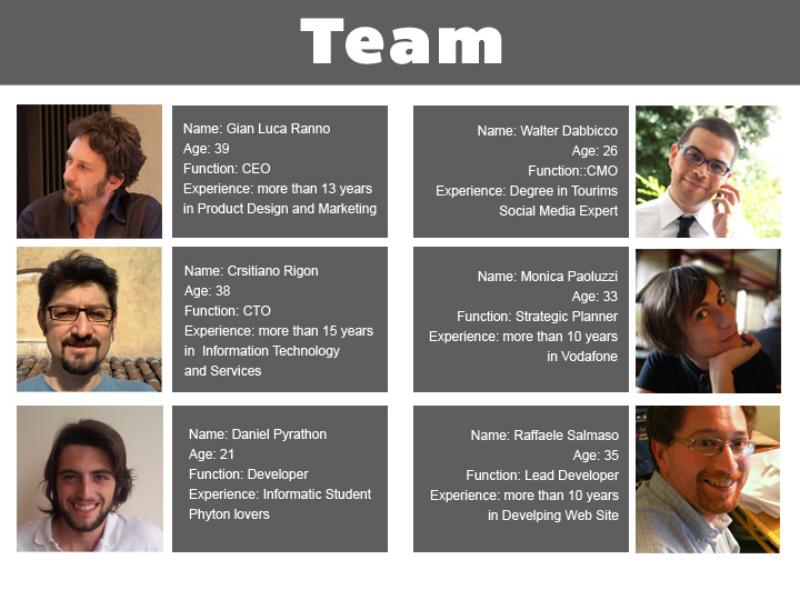 Team
Name: Gian Luca Ranno
Age: 39
Function: CEO
Experience: more than 13 years
in Product Design and Marketing
Name: Walter Dabbicco
Age: 26
Function::CMO
Experience: Degree in Tourims
Social Media Expert
Name: Crsitiano Rigon
Age: 38
Function: CTO
Experience: more than 15 years
in  Information Technology
and Services
Name: Monica Paoluzzi
Age: 33
Function: Strategic Planner
Experience: more than 10 years
in Vodafone
Name: Daniel Pyrathon
Age: 21
Function: Developer
Experience: Informatic Student
Phyton lovers
Name: Raffaele Salmaso
Age: 35
Function: Lead Developer
Experience: more than 10 years
in Develping Web Site